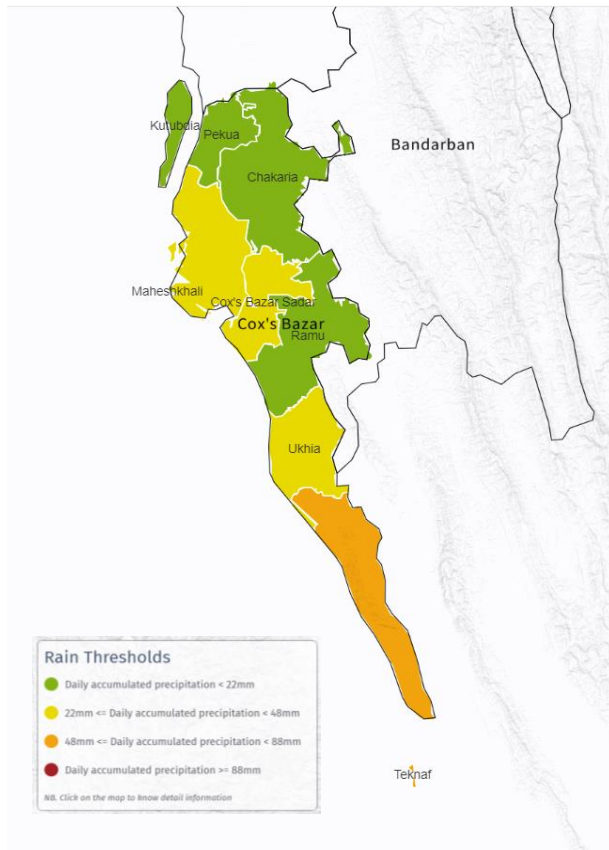 Kutubdia
Pekua
Bandarban
Chakaria
Maheshkhali
Cox's Bazar Sadar
Cox's Bazar
Ramu
Ukhia
Rain Thresholds
Daily accumulated precipitation < 22mm
22mm <= Daily accumulated precipitation < 48mm
48mm <= Daily accumulated precipitation < 88mm
Daily accumulated precipitation >= 88mm
NB. Click on the map to know detail information
Teknaf